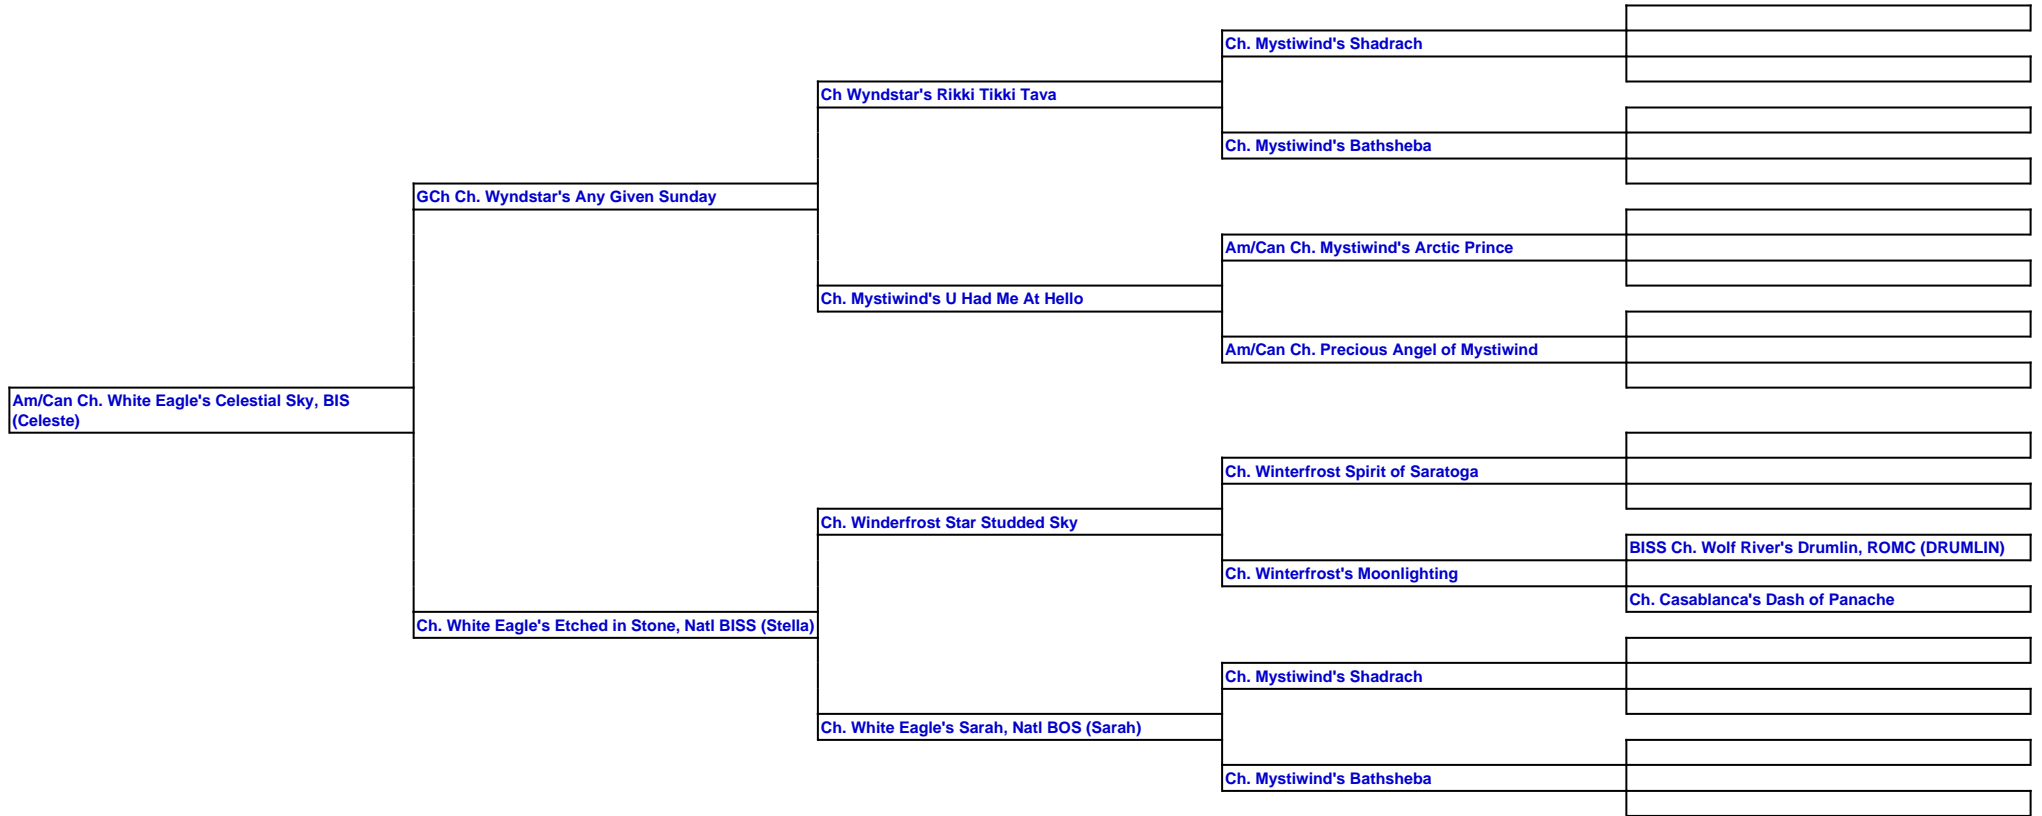 Ch. Mystiwind's Shadrach
Ch Wyndstar's Rikki Tikki Tava
Ch. Mystiwind's Bathsheba
GCh Ch. Wyndstar's Any Given Sunday
Am/Can Ch. Mystiwind's Arctic Prince
Ch. Mystiwind's U Had Me At Hello
Am/Can Ch. Precious Angel of Mystiwind
Am/Can Ch. White Eagle's Celestial Sky, BIS
(Celeste)
Ch. Winterfrost Spirit of Saratoga
Ch. Winderfrost Star Studded Sky
BISS Ch. Wolf River's Drumlin, ROMC (DRUMLIN)
Ch. Winterfrost's Moonlighting
Ch. Casablanca's Dash of Panache
Ch. White Eagle's Etched in Stone, Natl BISS (Stella)
Ch. Mystiwind's Shadrach
Ch. White Eagle's Sarah, Natl BOS (Sarah)
Ch. Mystiwind's Bathsheba